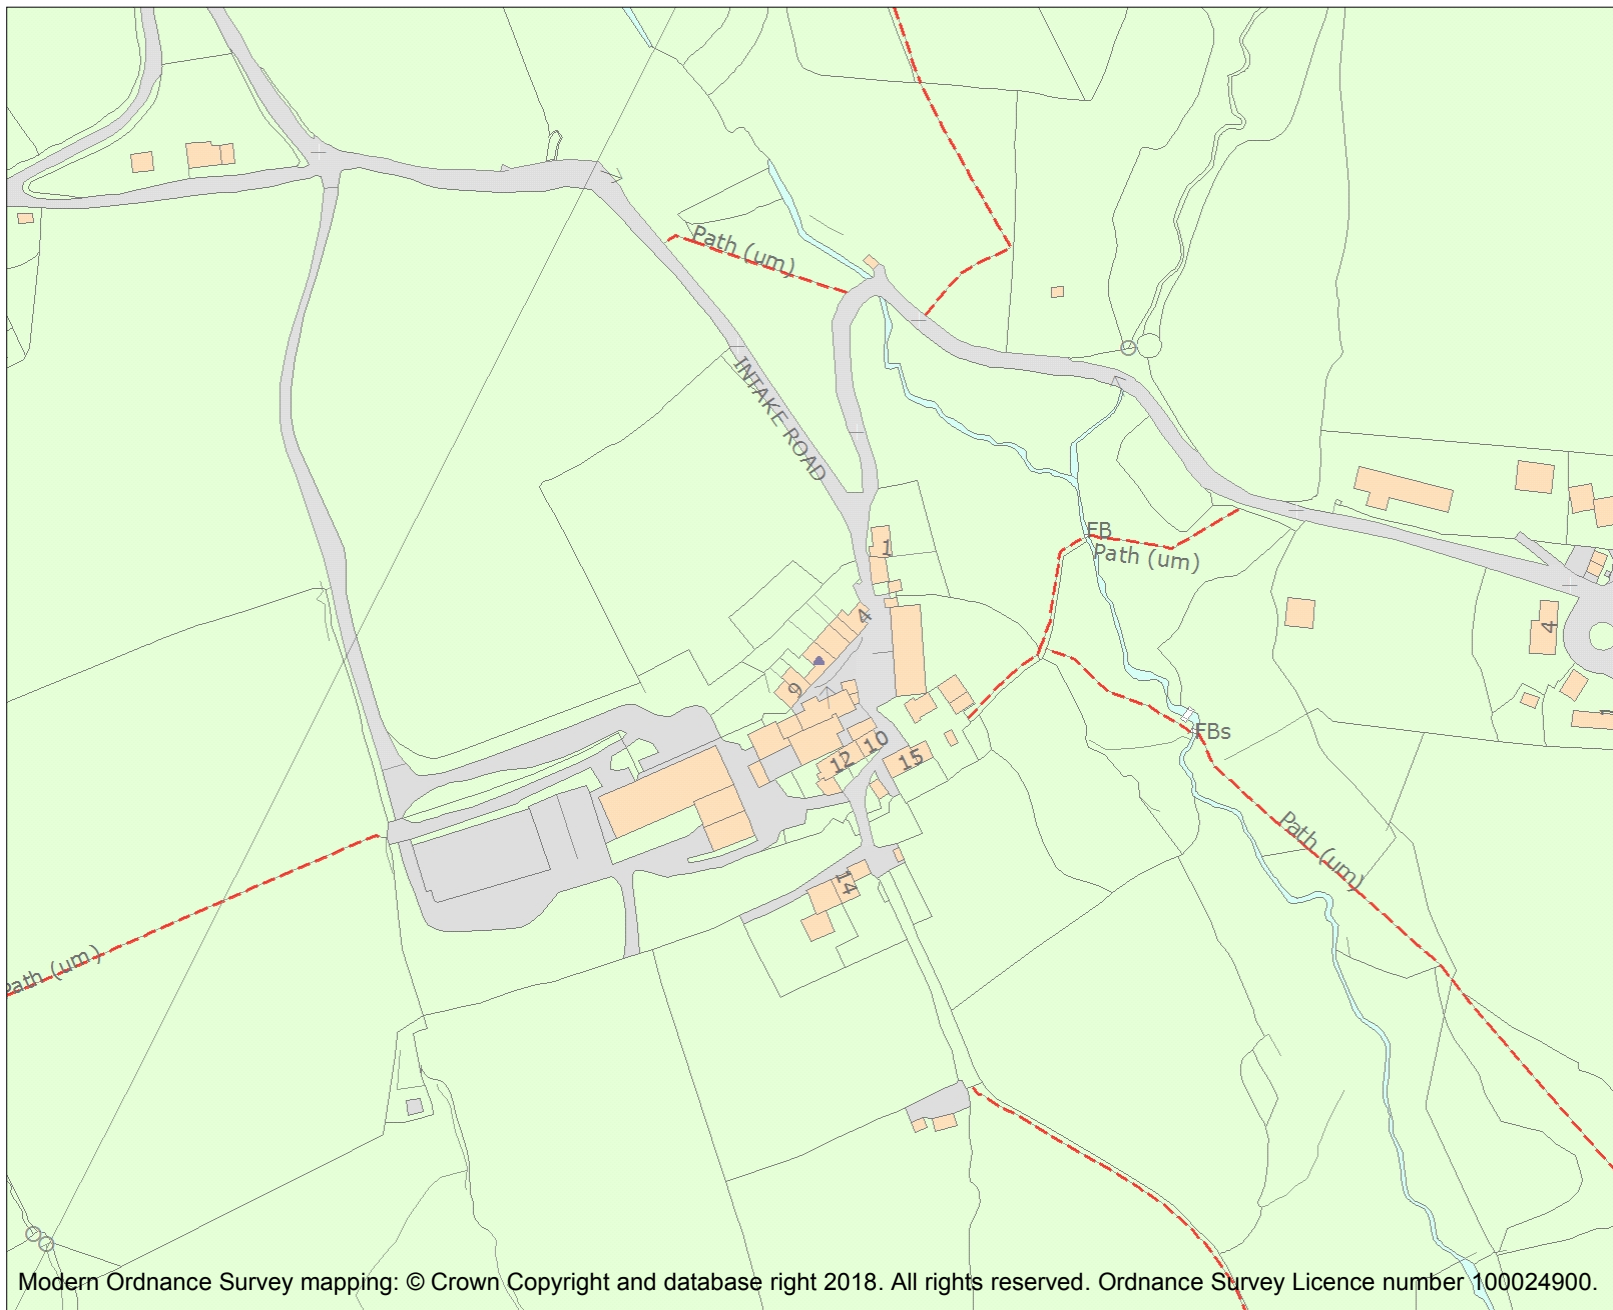 Path (um)
INTAKE ROAD
1
FB
Path (um)
4
4
9
FBs
10
12
15
Path (um)
14
Path (um)
Modern Ordnance Survey mapping: © Crown Copyright and database right 2018. All rights reserved. Ordnance Survey Licence number 100024900.